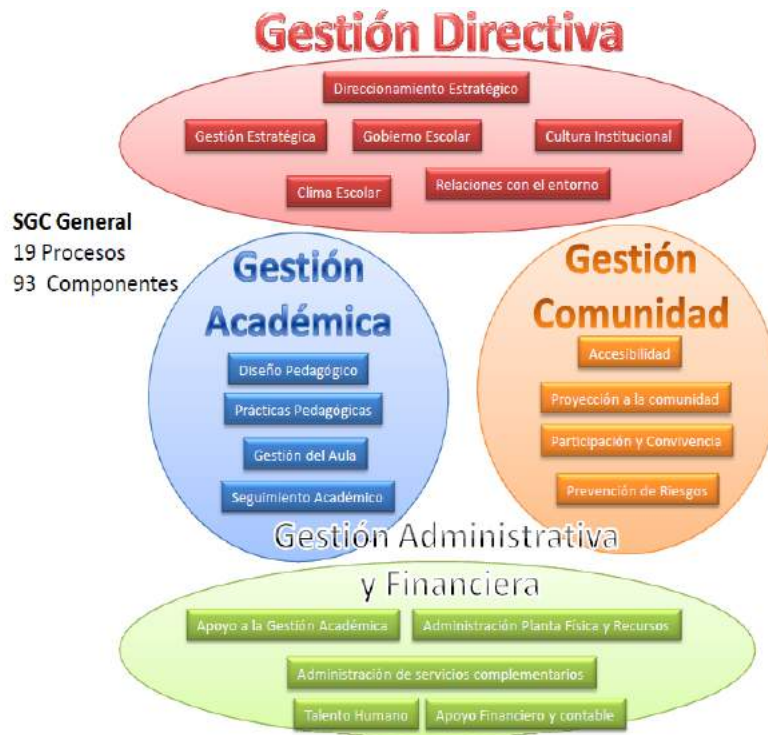 Gestión Directiva
Direccionamiento Estratégico
Gestión Estratégica
Gobierno Escolar
Cultura Institucional
Clima Escolar
Relaciones con el entorno
SGC General
19 Procesos
93 Componentes
Gestión
Académica
Diseño Pedagógico
Prácticas Pedagógicas
Gestión del Aula
Seguimiento Académico
Gestión
Comunidad
Accesibilidad
Proyección a la comunidad
Participación y Convivencia
Prevención de Riesgos
Gestión Administrativa
y Financiera
Apoyo a la Gestión Académica
Administración Planta Física y Recursos
Administración de servicios complementarios
Talento Humano
Apoyo Financiero y contable